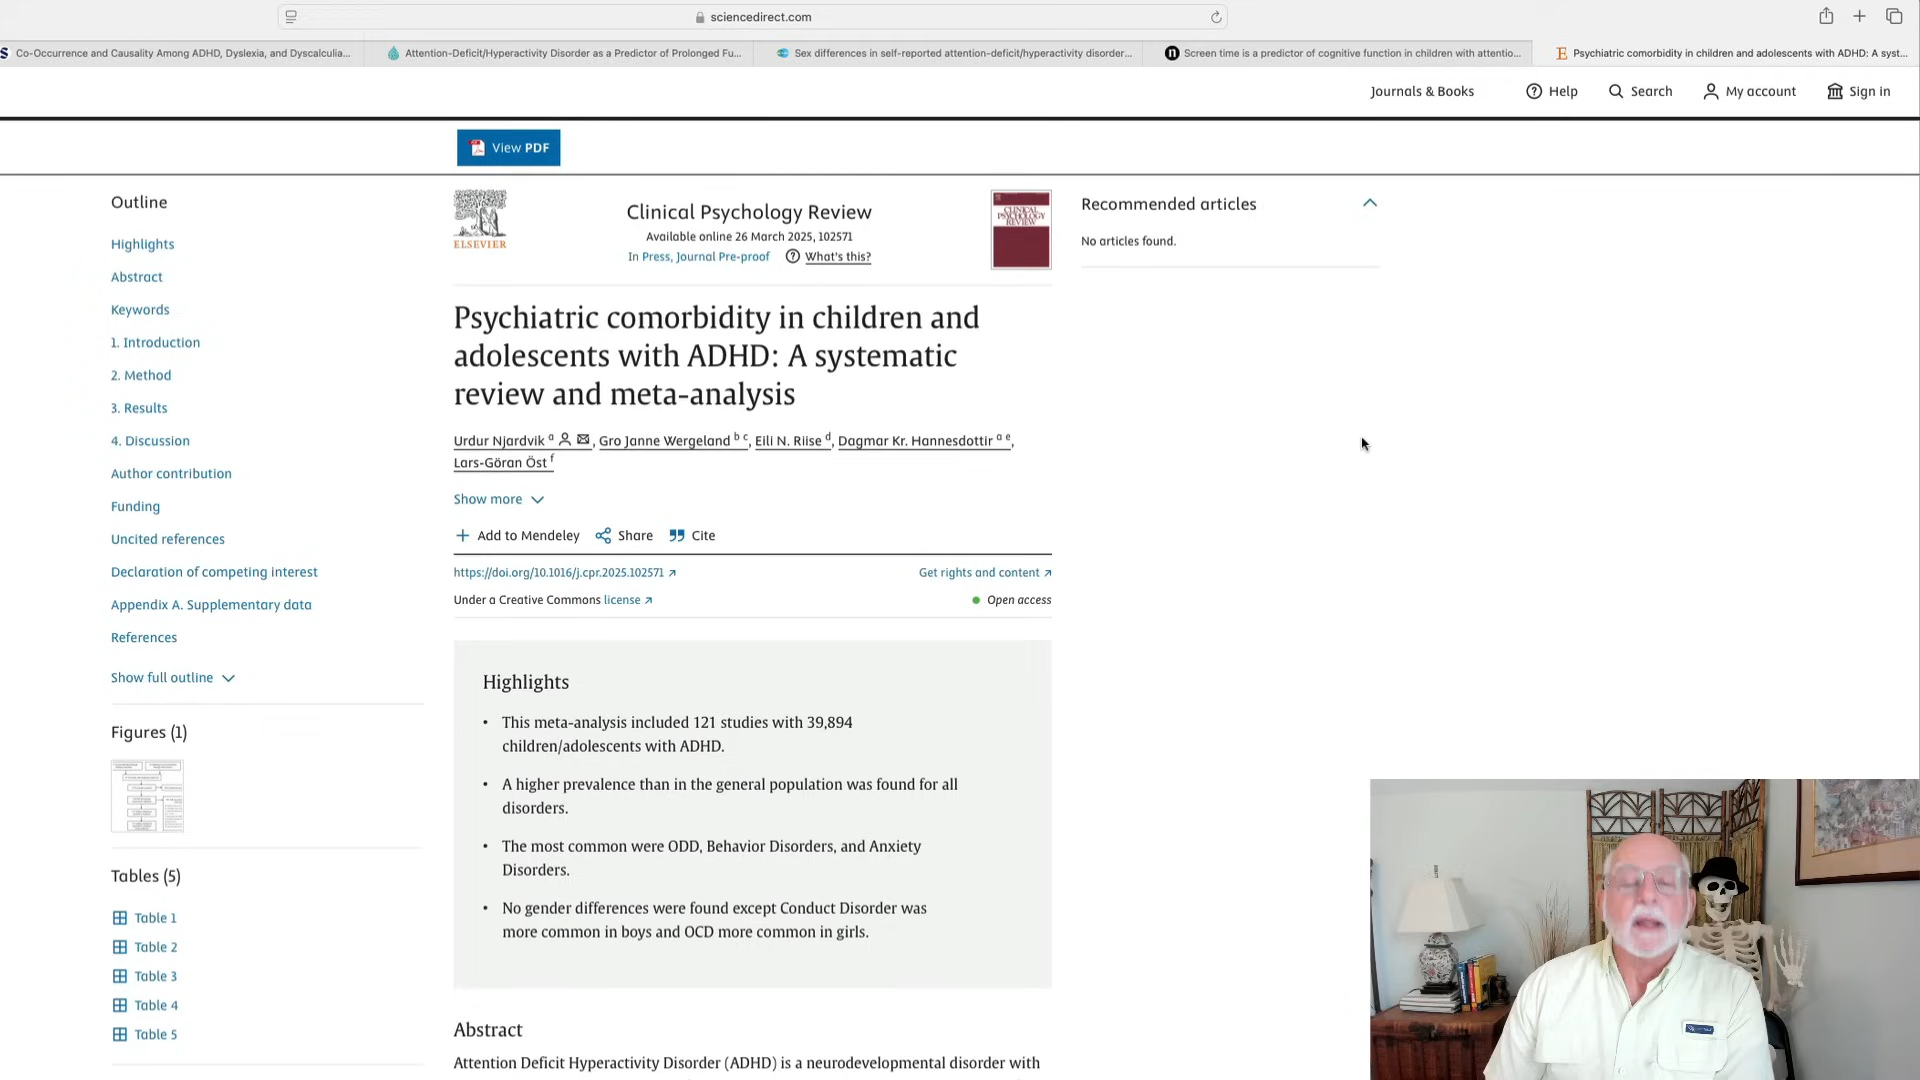 sciencedirect.com
Co-Occurrence and Causality Among ADHD, Dyslexia, and Dyscalculia...
Attention-Deficit/Hyperactivity Disorder as a Predictor of Prolonged Fu...
Sex differences in self-reported attention-deficit/hyperactivity disorder...
Screen time is a predictor of cognitive function in children with attentio...
Psychiatric comorbidity in children and adolescents with ADHD: A syst...
Journals & Books
Help
Search
My account
Sign in
View PDF
Outline
Highlights
Abstract
Keywords
1. Introduction
2. Method
3. Results
4. Discussion
Author contribution
Funding
Uncited references
Declaration of competing interest
Appendix A. Supplementary data
References
Show full outline
Figures (1)
Tables (5)
Table 1
Table 2
Table 3
Table 4
Table 5
ELSEVIER
Clinical Psychology Review
Available online 26 March 2025, 102571
In Press, Journal Pre-proof
What's this?
CLINICAL
PSYCHOLOGY
REVIEW
Psychiatric comorbidity in children and
adolescents with ADHD: A systematic
review and meta-analysis
Urdur Njardvik a, Gro Janne Wergeland b c, Eili N. Riise d, Dagmar Kr. Hannesdottir a e,
Lars-Göran Öst f
Show more
Add to Mendeley
Share
Cite
https://doi.org/10.1016/j.cpr.2025.102571
Get rights and content
Under a Creative Commons license
Open access
Highlights
• This meta-analysis included 121 studies with 39,894
children/adolescents with ADHD.
• A higher prevalence than in the general population was found for all
disorders.
• The most common were ODD, Behavior Disorders, and Anxiety
Disorders.
• No gender differences were found except Conduct Disorder was
more common in boys and OCD more common in girls.
Abstract
Attention Deficit Hyperactivity Disorder (ADHD) is a neurodevelopmental disorder with
Recommended articles
No articles found.